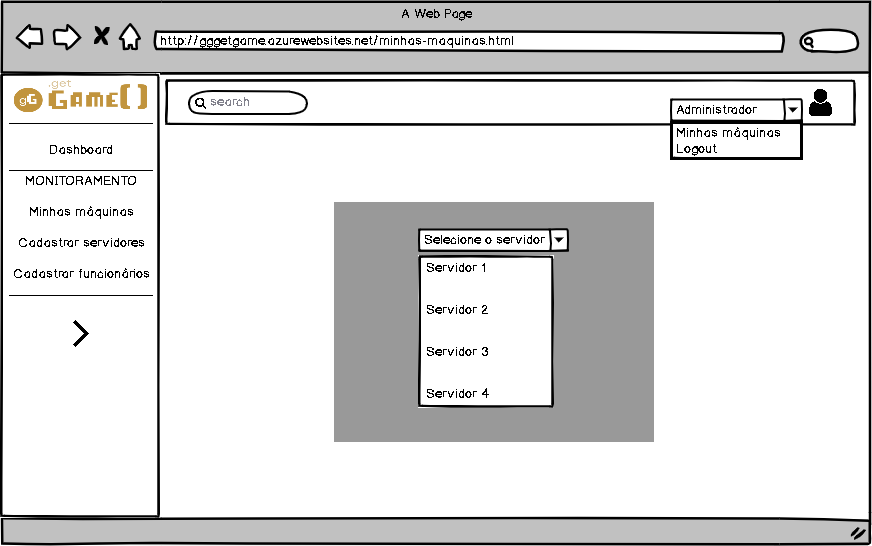 A Web Page
http://gggetgame.azurewebsites.net/minhas-maquinas.html
.get
gG GAME[]
search
Administrador
Minhas máquinas
Logout
Dashboard
MONITORAMENTO
Minhas máquinas
Cadastrar servidores
Cadastrar funcionários
Selecione o servidor
Servidor 1
Servidor 2
Servidor 3
Servidor 4